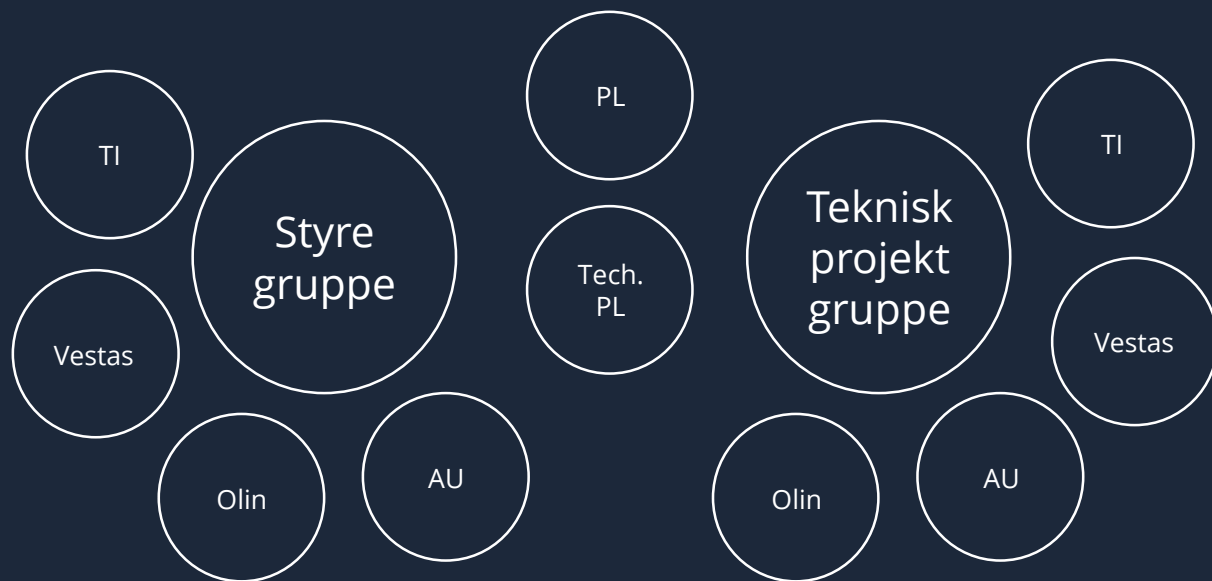 TI
Styre
gruppe
Vestas
Olin
AU
PL
Tech.
PL
Teknisk
projekt
gruppe
TI
Vestas
Olin
AU